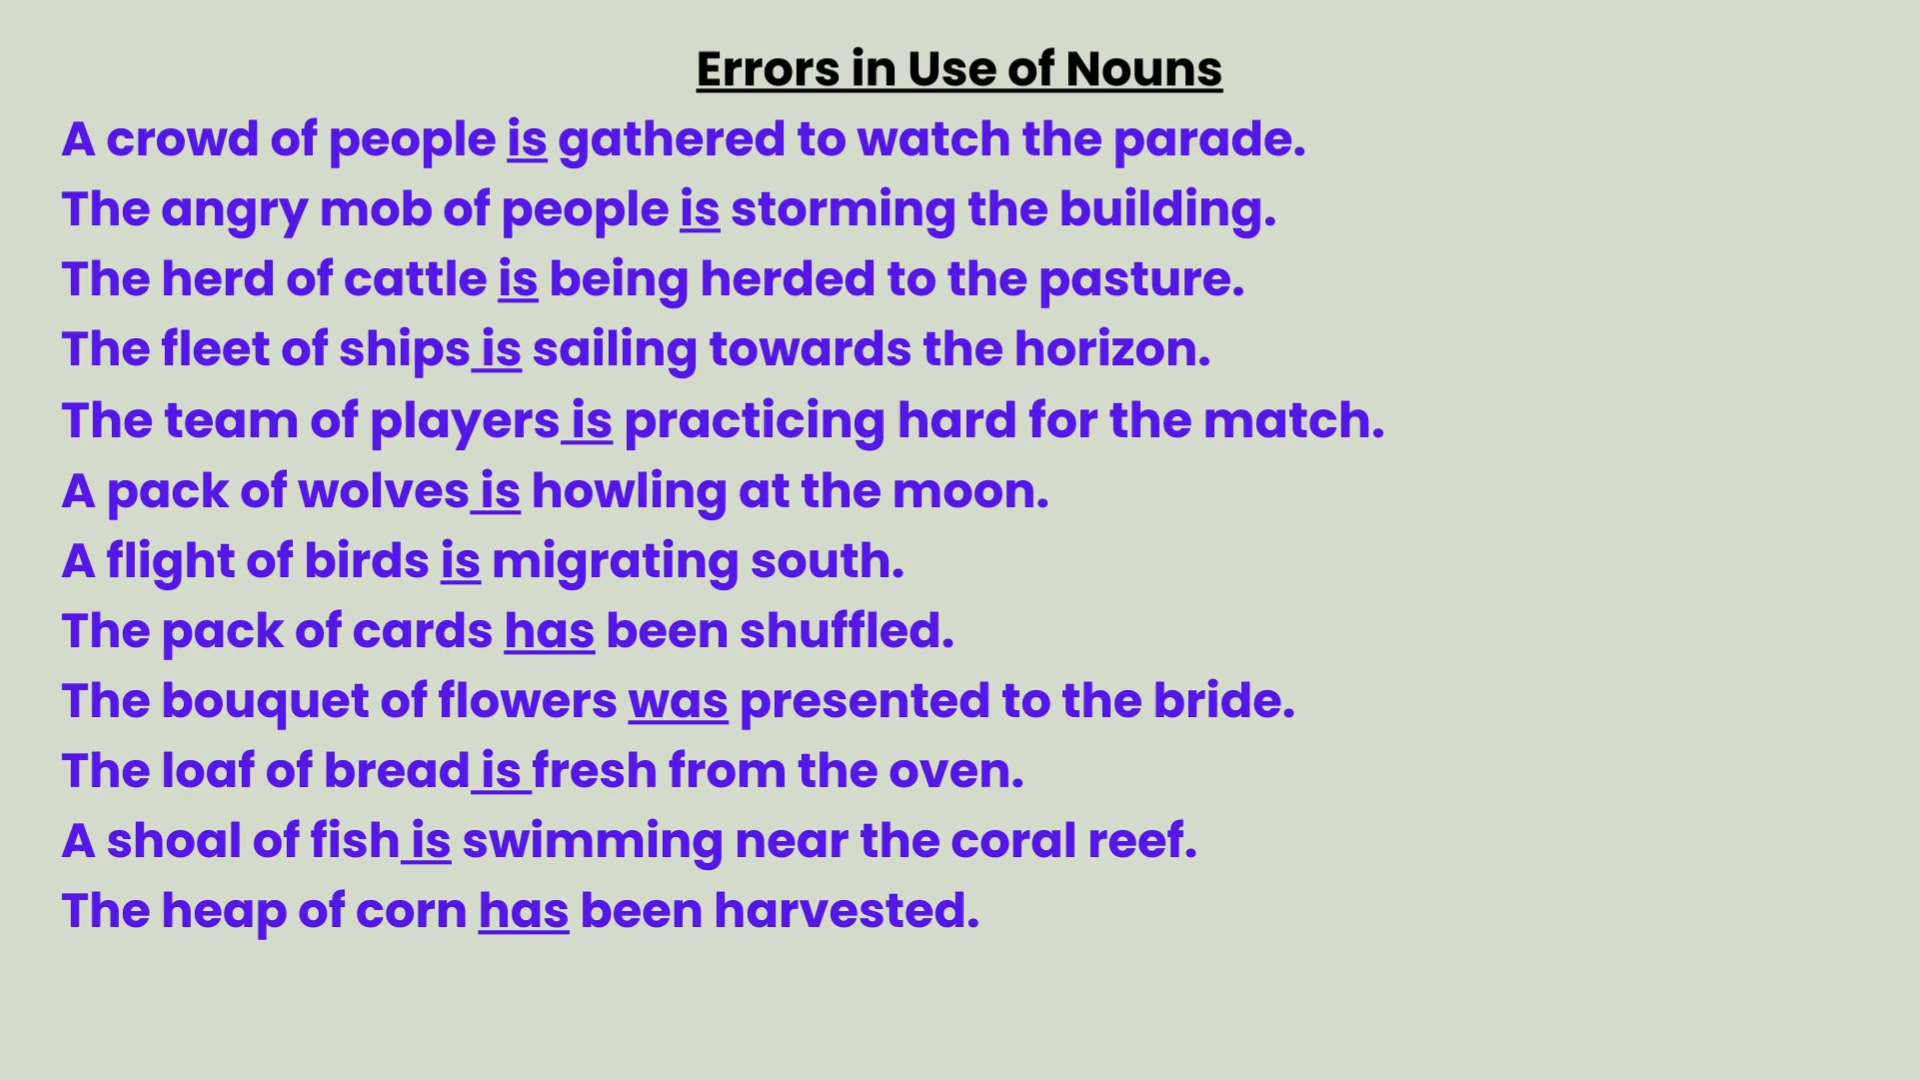 Errors in Use of Nouns
A crowd of people is gathered to watch the parade.
The angry mob of people is storming the building.
The herd of cattle is being herded to the pasture.
The fleet of ships is sailing towards the horizon.
The team of players is practicing hard for the match.
A pack of wolves is howling at the moon.
A flight of birds is migrating south.
The pack of cards has been shuffled.
The bouquet of flowers was presented to the bride.
The loaf of bread is fresh from the oven.
A shoal of fish is swimming near the coral reef.
The heap of corn has been harvested.